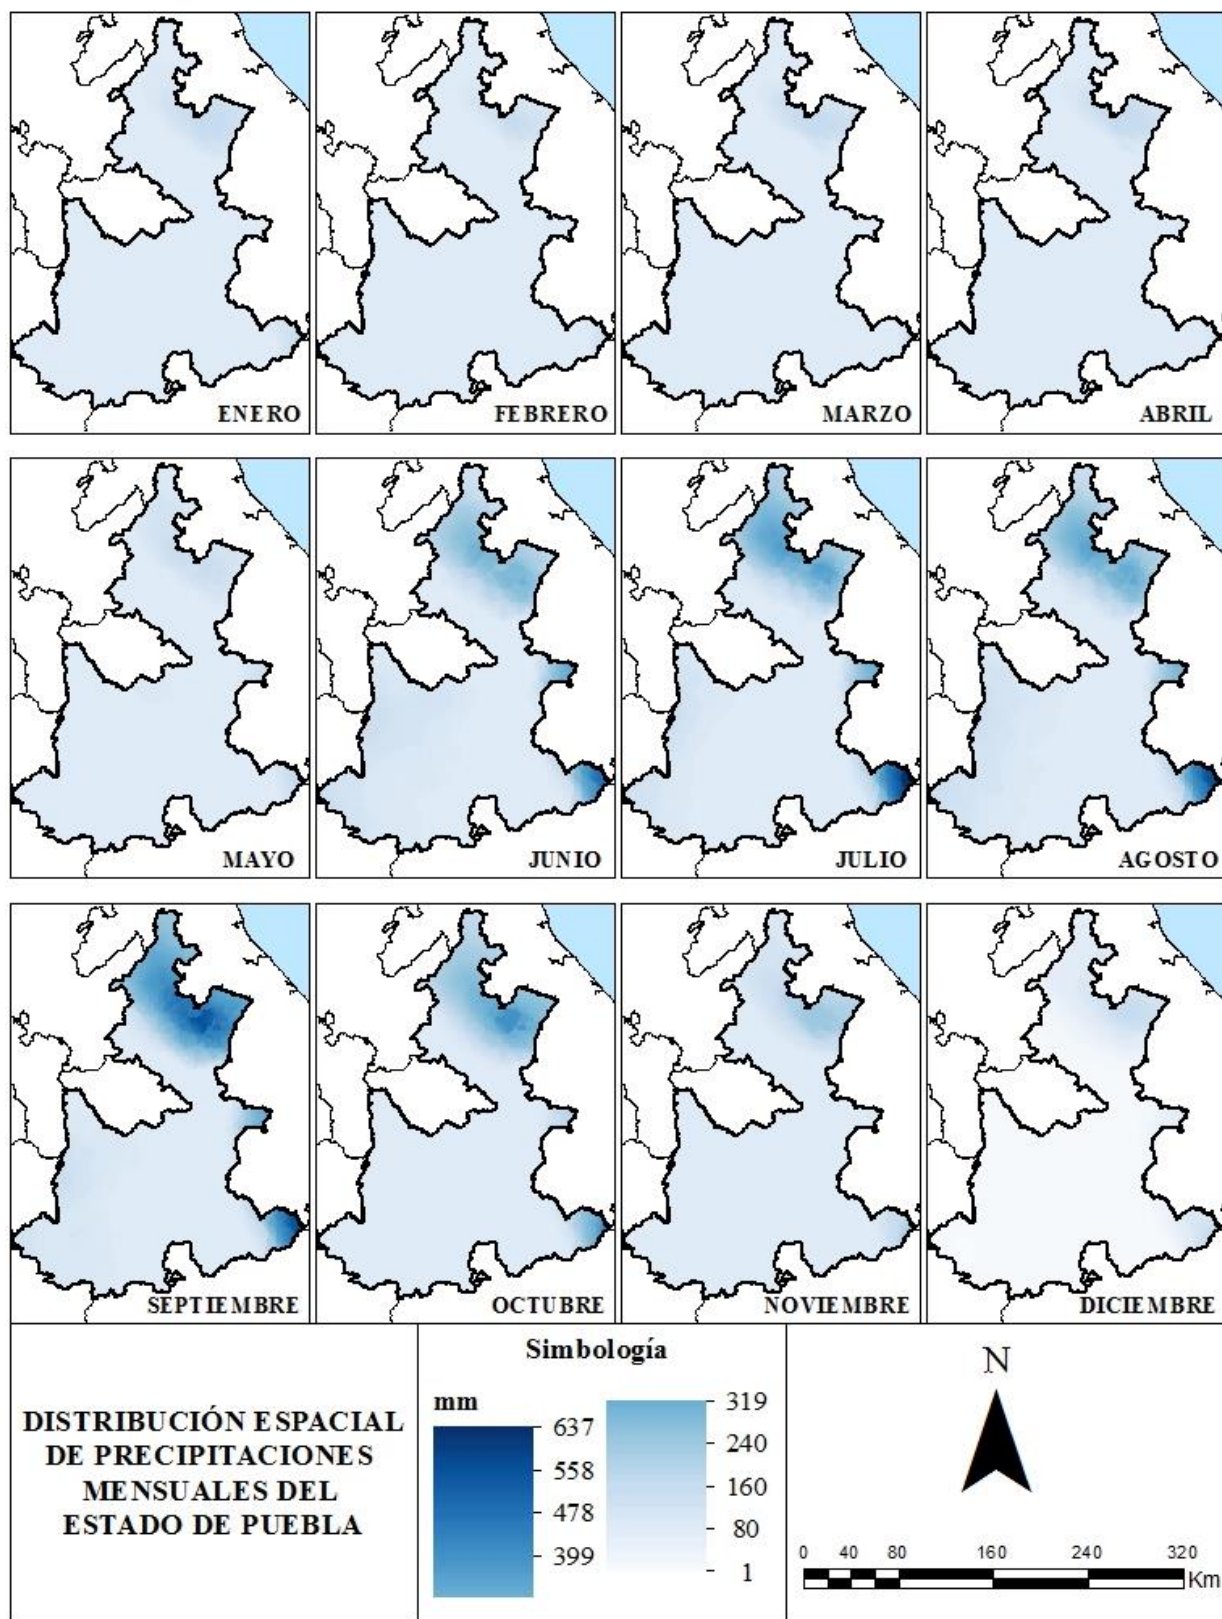 ENERO
FEBRERO
MARZO
ABRIL
MAYO
JUNIO
JULIO
AGOSTO
SEPTIEMBRE
OCTUBRE
NOVIEMBRE
DICIEMBRE
DISTRIBUCIÓN ESPACIAL
DE PRECIPITACIONES
MENSUALES DEL
ESTADO DE PUEBLA
Simbología
mm
637
558
478
399
319
240
160
80
1
N
0 40 80 160 240 320
Km